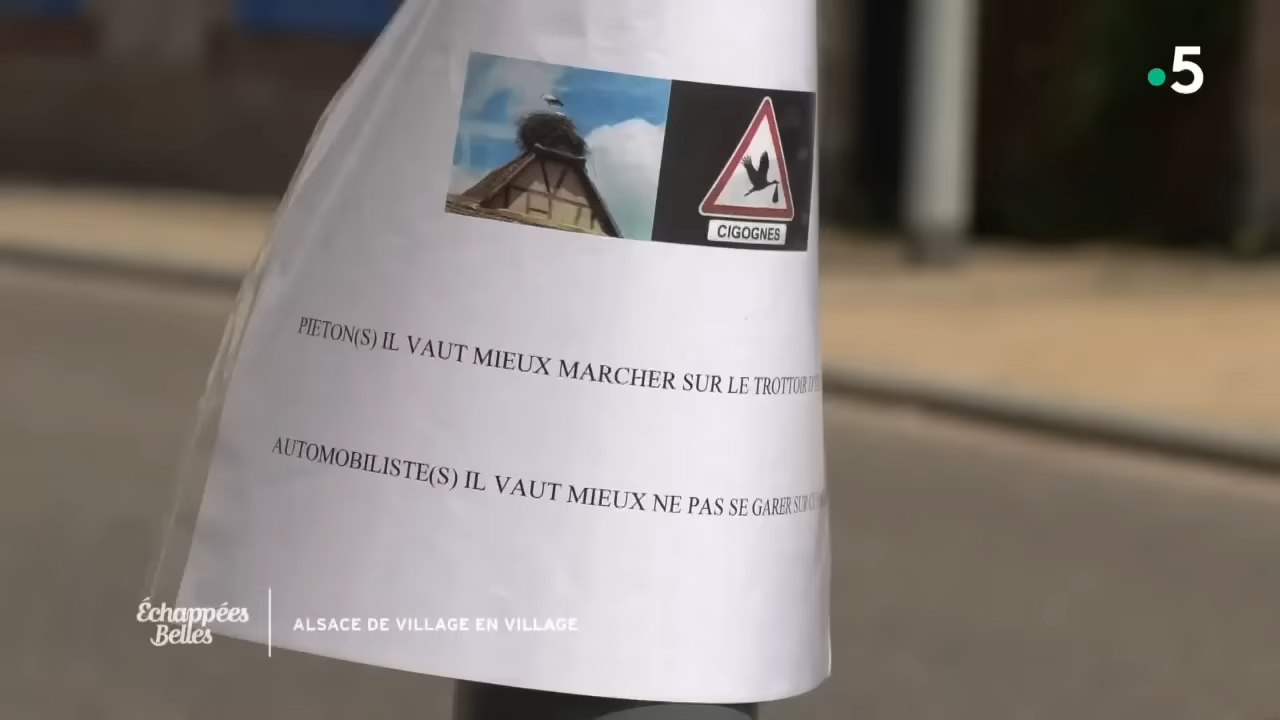 5
CIGOGNES
PIETON(S) IL VAUT MIEUX MARCHER SUR LE TROTTOIR
AUTOMOBILISTE(S) IL VAUT MIEUX NE PAS SE GARER SUR
Échappées
Belles
ALSACE DE VILLAGE EN VILLAGE